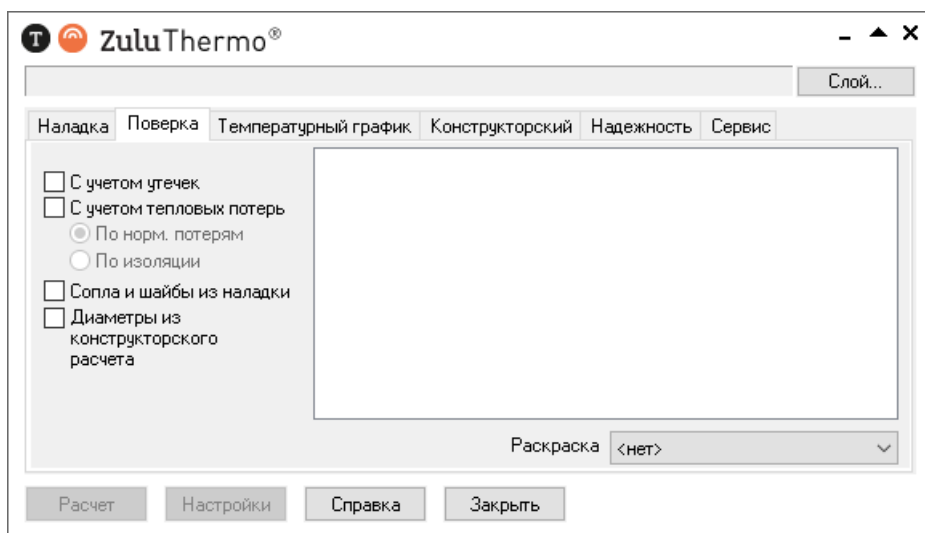 T ZuluThermo®
Слой...
Наладка Поверка Температурный график Конструкторский Надежность Сервис
С учетом утечек
С учетом тепловых потерь
По норм. потерям
По изоляции
Сопла и шайбы из наладки
Диаметры из
конструкторского
расчета
Раскраска <нет>
Расчет Настройки Справка Закрыть